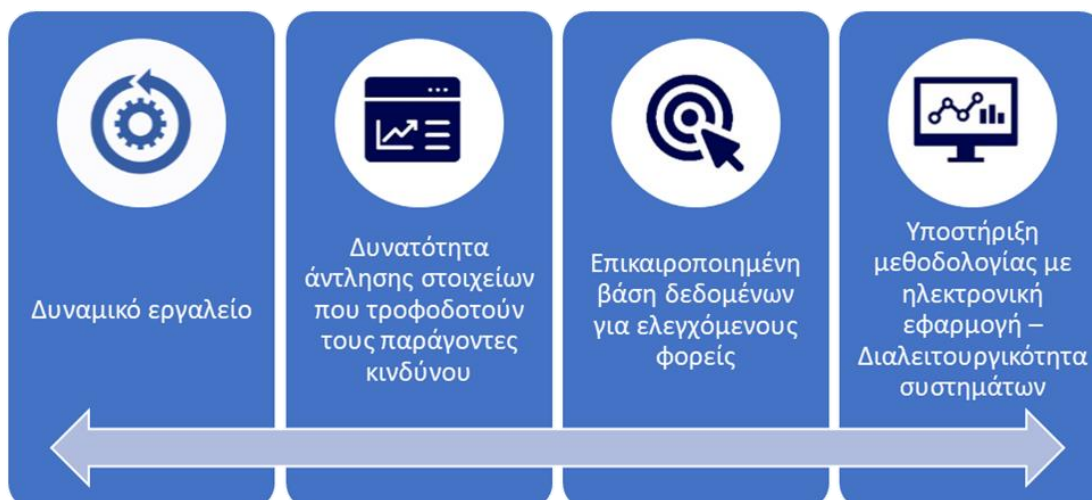 Δυναμικό εργαλείο
Δυνατότητα
άντλησης στοιχείων
που τροφοδοτούν
τους παράγοντες
κινδύνου
Επικαιροποιημένη
βάση δεδομένων
για ελεγχόμενους
φορείς
Υποστήριξη
μεθοδολογίας με
ηλεκτρονική
εφαρμογή –
Διαλειτουργικότητα
συστημάτων